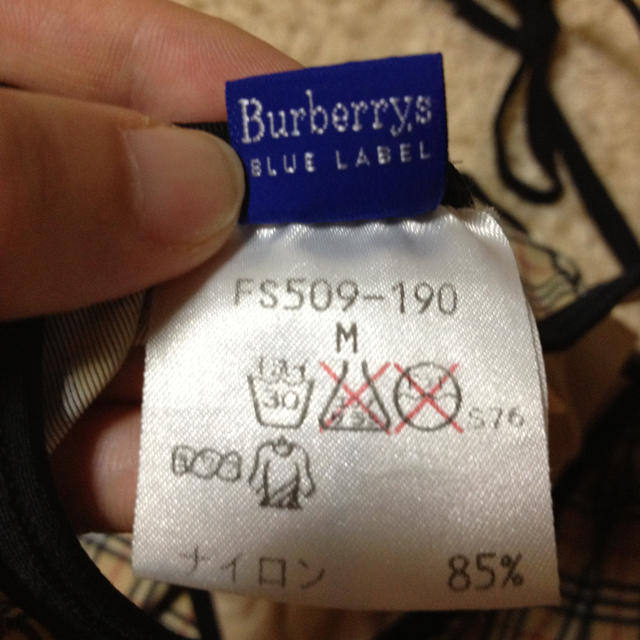 Burberrys
BLUE LABEL
FS509-190
M
30
S76
ナイロン 85%